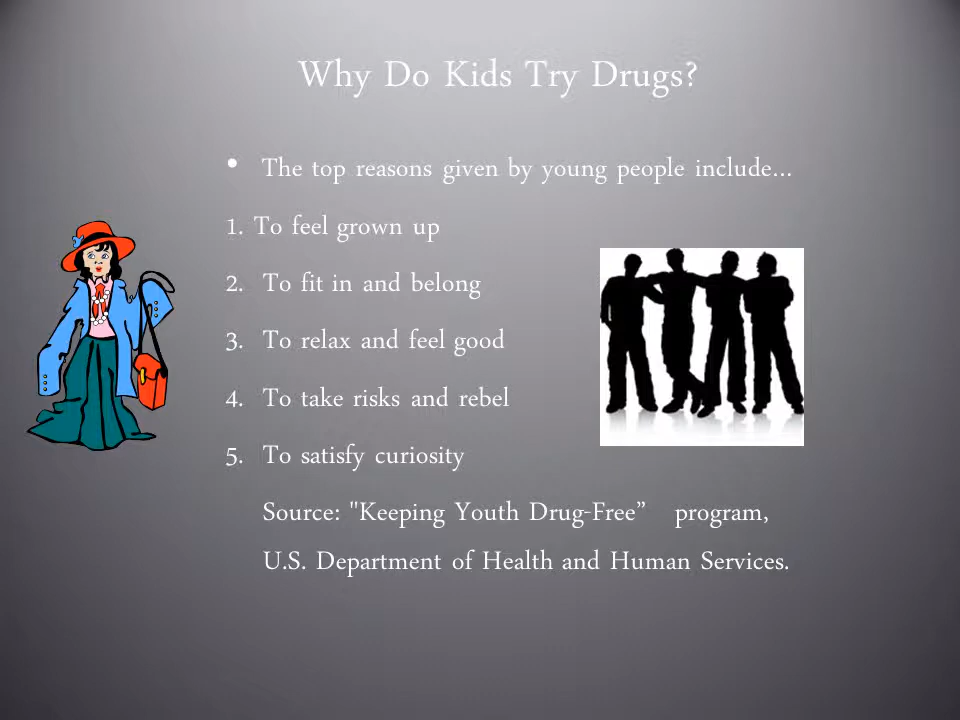 Why Do Kids Try Drugs?
• The top reasons given by young people include...
1. To feel grown up
2. To fit in and belong
3. To relax and feel good
4. To take risks and rebel
5. To satisfy curiosity
Source: "Keeping Youth Drug-Free” program,
U.S. Department of Health and Human Services.